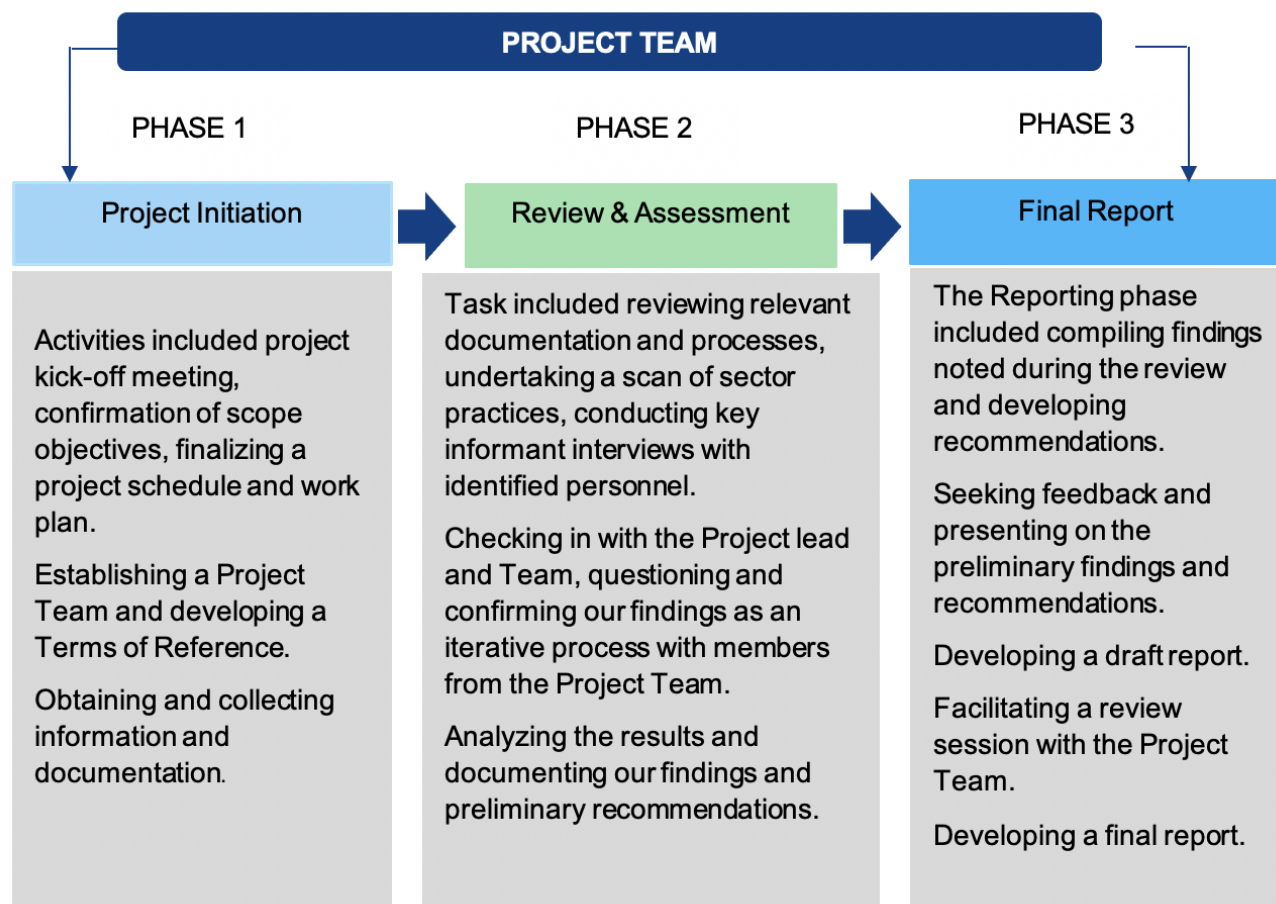 PROJECT TEAM
PHASE 1
PHASE 2
PHASE 3
Project Initiation
Review & Assessment
Final Report
Activities included project
kick-off meeting,
confirmation of scope
objectives, finalizing a
project schedule and work
plan.
Establishing a Project
Team and developing a
Terms of Reference.
Obtaining and collecting
information and
documentation.
Task included reviewing relevant
documentation and processes,
undertaking a scan of sector
practices, conducting key
informant interviews with
identified personnel.
Checking in with the Project lead
and Team, questioning and
confirming our findings as an
iterative process with members
from the Project Team.
Analyzing the results and
documenting our findings and
preliminary recommendations.
The Reporting phase
included compiling findings
noted during the review
and developing
recommendations.
Seeking feedback and
presenting on the
preliminary findings and
recommendations.
Developing a draft report.
Facilitating a review
session with the Project
Team.
Developing a final report.